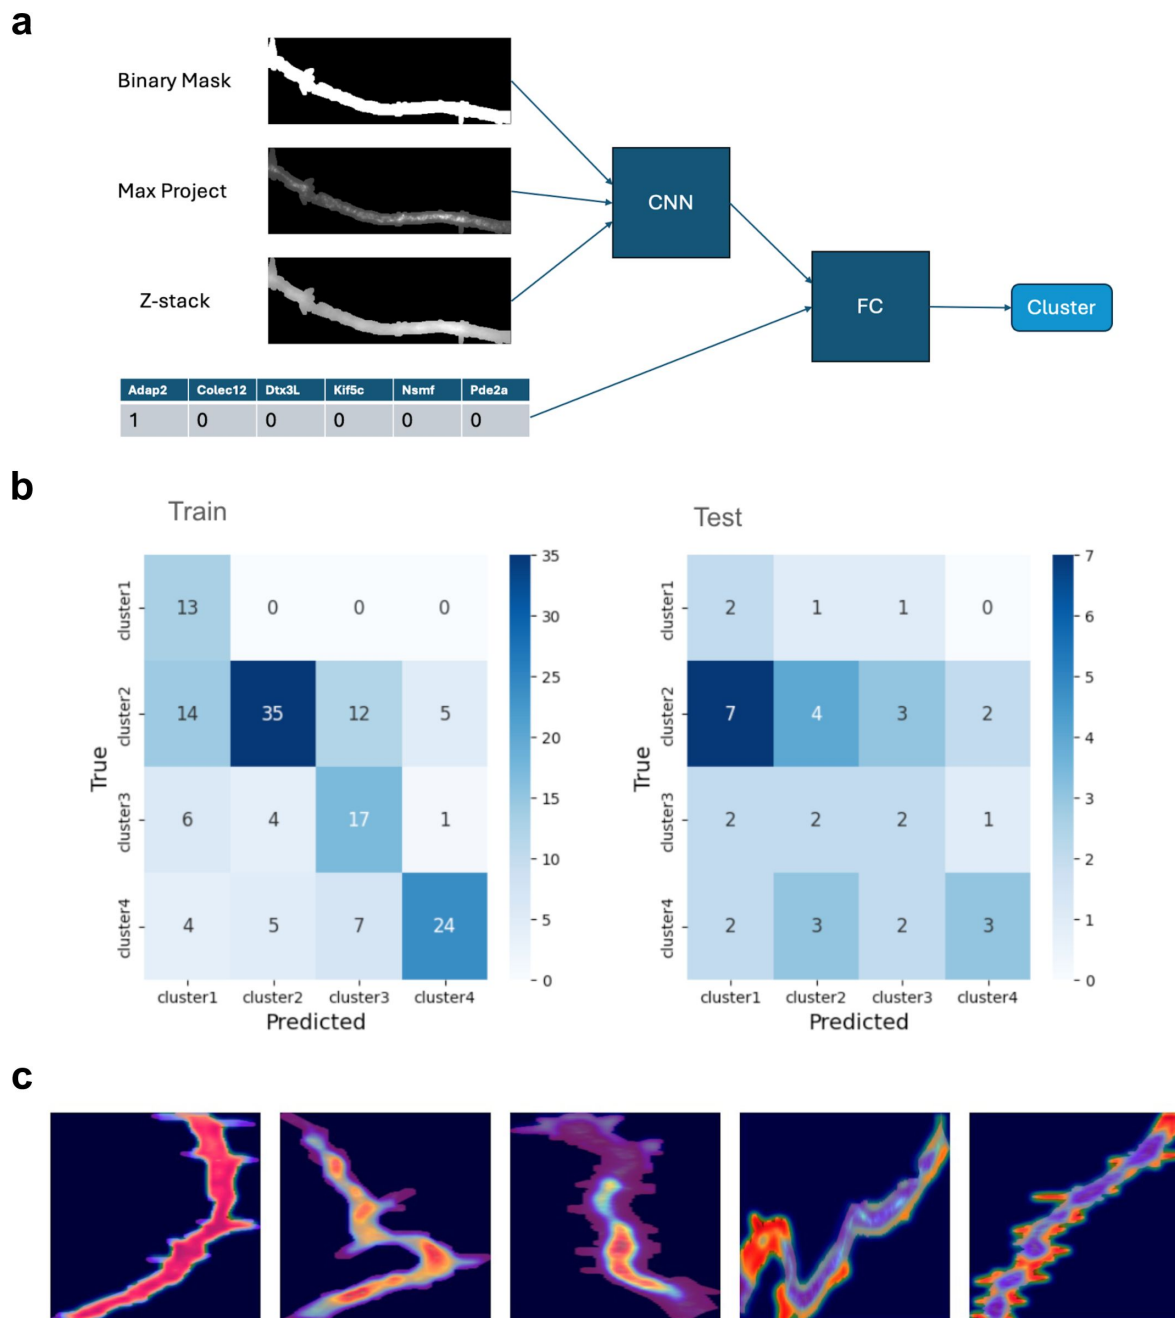 a
Binary Mask
Max Project
Z-stack
CNN
FC
Cluster
Adap2 Colec12 Dtx3L Kif5c Nsmf Pde2a
1 0 0 0 0 0
b
Train
cluster1 13 0 0 0
cluster2 14 35 12 5
cluster3 6 4 17 1
cluster4 4 5 7 24
cluster1 cluster2 cluster3 cluster4
Predicted
True
35
30
25
20
15
10
5
0
Test
cluster1 2 1 1 0
cluster2 7 4 3 2
cluster3 2 2 2 1
cluster4 2 3 2 3
cluster1 cluster2 cluster3 cluster4
Predicted
True
7
6
5
4
3
2
1
0
c